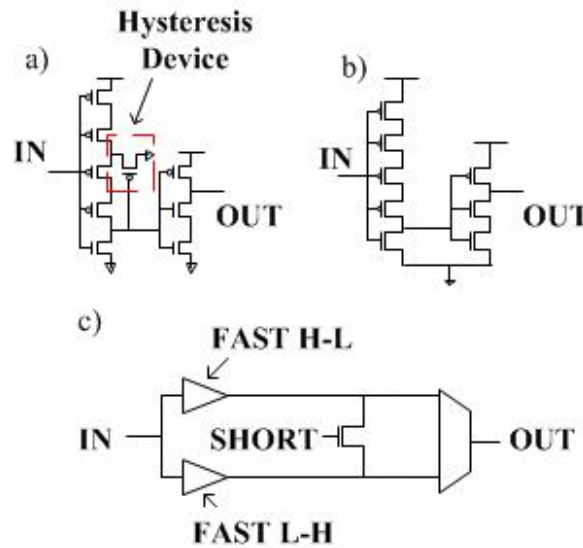 Hysteresis
Device
a)
b)
IN
IN
OUT
OUT
c)
FAST H-L
IN
SHORT
OUT
FAST L-H